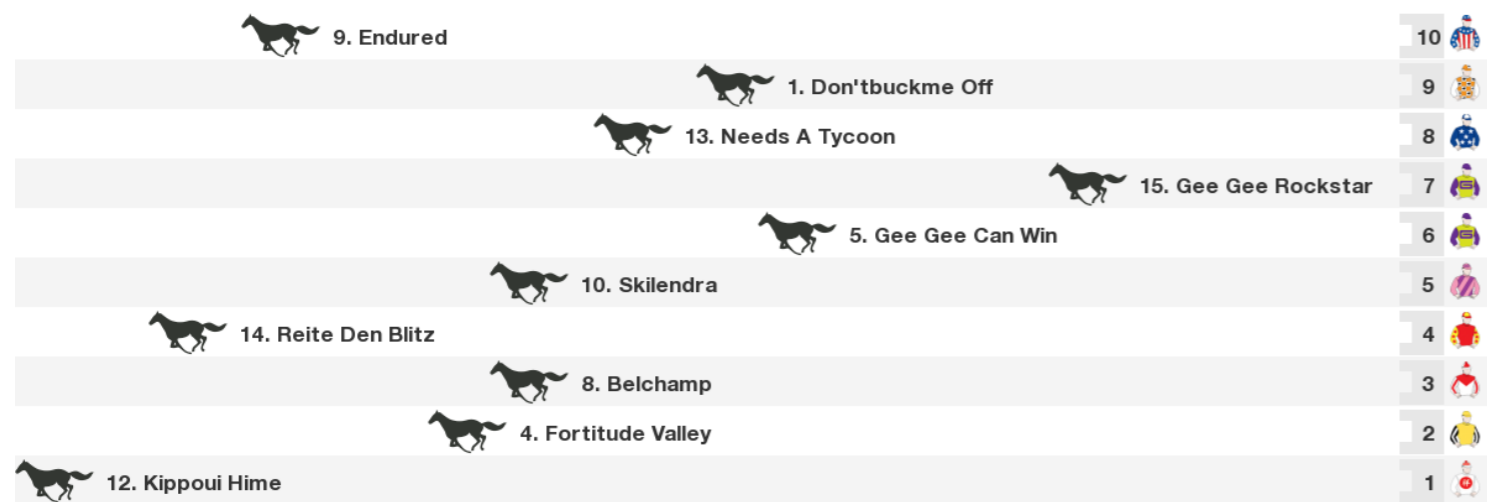 9. Endured 10
1. Don'tbuckme Off 9
13. Needs A Tycoon 8
15. Gee Gee Rockstar 7
5. Gee Gee Can Win 6
10. Skilendra 5
14. Reite Den Blitz 4
8. Belchamp 3
4. Fortitude Valley 2
12. Kippoui Hime 1